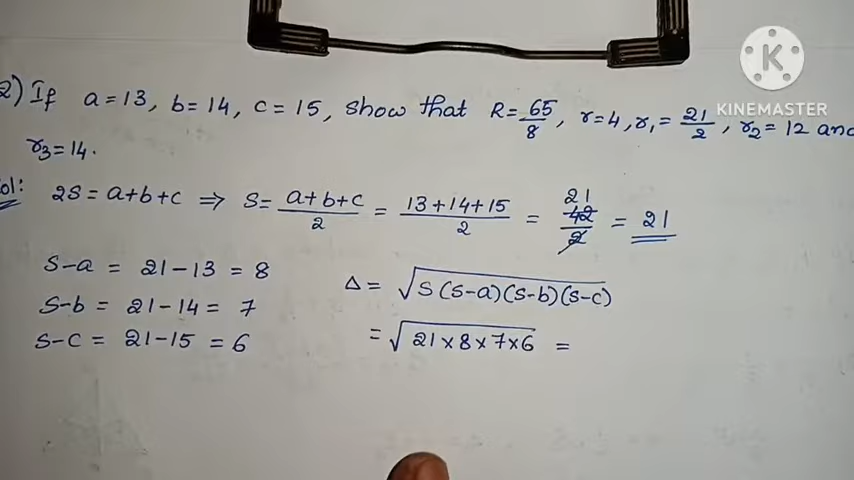 2) If a=13, b=14, c=15, show that R=65/8, r=4, r₁=21/2, r₂=12 and
r₃=14.
Sol: 2S=a+b+c ⇒ S= a+b+c/2 = 13+14+15/2 = 42/2 21 = 21
S-a = 21-13 = 8
S-b = 21-14 = 7
S-c = 21-15 = 6
Δ= √S(S-a)(S-b)(S-c)
= √21×8×7×6 =
K
KINEMASTER